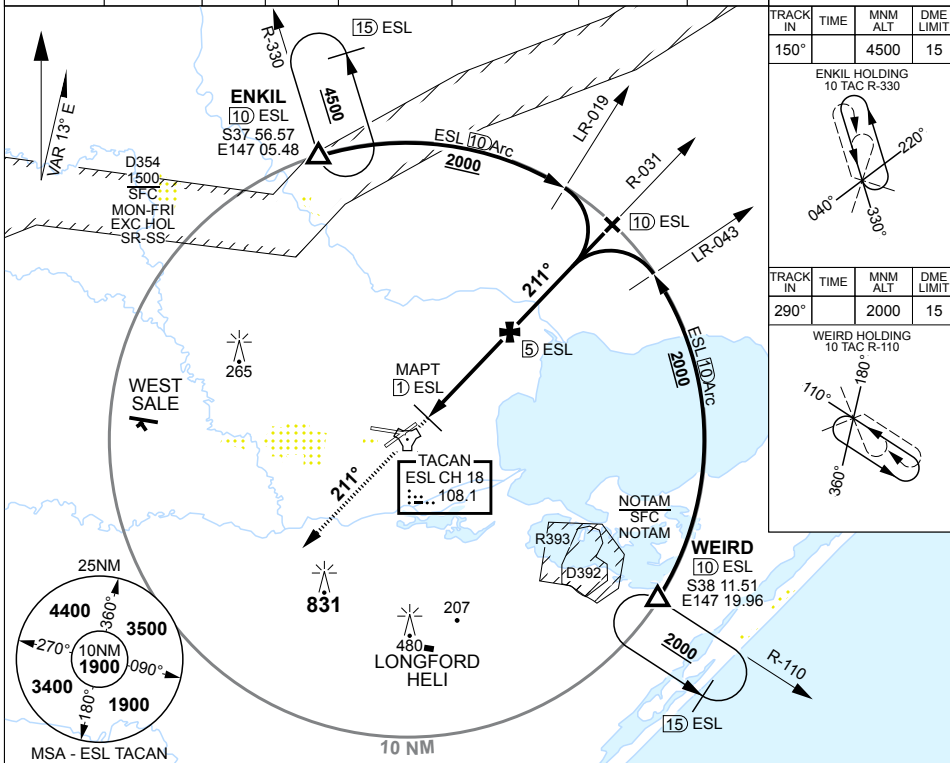 15 ESL
R-330
4500
ENKIL
10 ESL
S37 56.57
E147 05.48
VAR 13° E
D354
1500
SFC
MON-FRI
EXC HOL
SR-SS
ESL 10 Arc
2000
LR-019
R-031
10 ESL
LR-043
211°
5 ESL
ESL 10 Arc
2000
265
WEST
SALE
MAPT
1 ESL
TACAN
ESL CH 18
108.1
211°
NOTAM
SFC
NOTAM
R393
D392
WEIRD
10 ESL
S38 11.51
E147 19.96
831
207
480
LONGFORD
HELI
2000
R-110
15 ESL
10 NM
25NM
4400
360°
3500
270°
10NM
1900
090°
3400
180°
1900
MSA - ESL TACAN
TRACK IN TIME MNM ALT DME LIMIT
150° 4500 15
ENKIL HOLDING
10 TAC R-330
220°
040°
330°
TRACK IN TIME MNM ALT DME LIMIT
290° 2000 15
WEIRD HOLDING
10 TAC R-110
180°
110°
360°